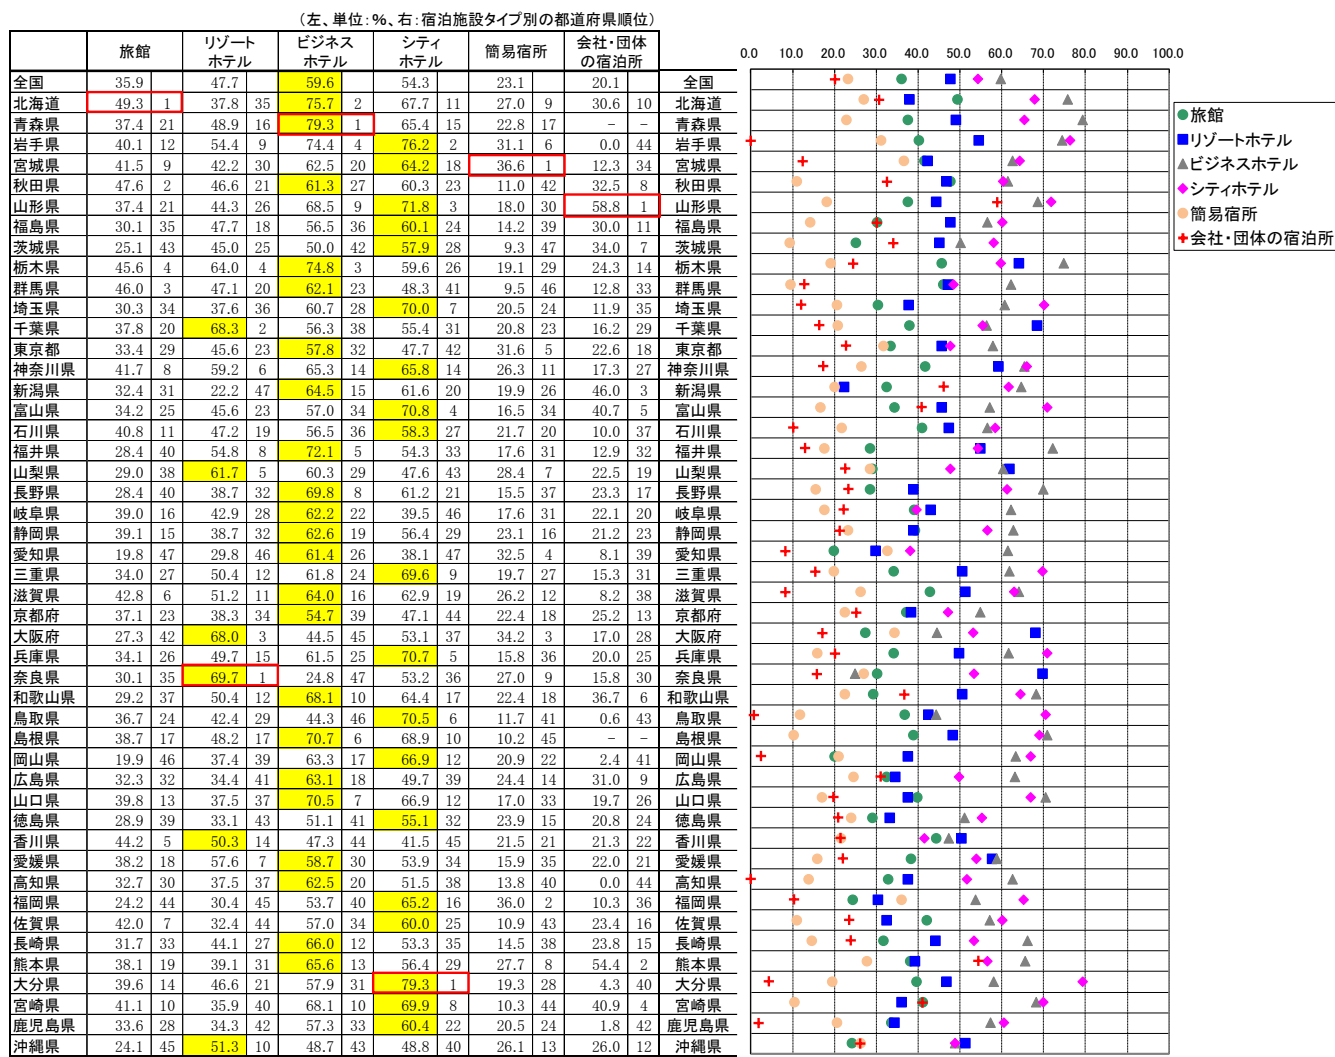 （左、単位：％、右：宿泊施設タイプ別の都道府県順位）
旅館 リゾートホテル ビジネスホテル シティホテル 簡易宿所 会社・団体の宿泊所
0.0 10.0 20.0 30.0 40.0 50.0 60.0 70.0 80.0 90.0 100.0
全国 35.9 47.7 59.6 54.3 23.1 20.1 全国
北海道 49.3 1 37.8 35 75.7 2 67.7 11 27.0 9 30.6 10 北海道
青森県 37.4 21 48.9 16 79.3 1 65.4 15 22.8 17 － － 青森県
岩手県 40.1 12 54.4 9 74.4 4 76.2 2 31.1 6 0.0 44 岩手県
宮城県 41.5 9 42.2 30 62.5 20 64.2 18 36.6 1 12.3 34 宮城県
秋田県 47.6 2 46.6 21 61.3 27 60.3 23 11.0 42 32.5 8 秋田県
山形県 37.4 21 44.3 26 68.5 9 71.8 3 18.0 30 58.8 1 山形県
福島県 30.1 35 47.7 18 56.5 36 60.1 24 14.2 39 30.0 11 福島県
茨城県 25.1 43 45.0 25 50.0 42 57.9 28 9.3 47 34.0 7 茨城県
栃木県 45.6 4 64.0 4 74.8 3 59.6 26 19.1 29 24.3 14 栃木県
群馬県 46.0 3 47.1 20 62.1 23 48.3 41 9.5 46 12.8 33 群馬県
埼玉県 30.3 34 37.6 36 60.7 28 70.0 7 20.5 24 11.9 35 埼玉県
千葉県 37.8 20 68.3 2 56.3 38 55.4 31 20.8 23 16.2 29 千葉県
東京都 33.4 29 45.6 23 57.8 32 47.7 42 31.6 5 22.6 18 東京都
神奈川県 41.7 8 59.2 6 65.3 14 65.8 14 26.3 11 17.3 27 神奈川県
新潟県 32.4 31 22.2 47 64.5 15 61.6 20 19.9 26 46.0 3 新潟県
富山県 34.2 25 45.6 23 57.0 34 70.8 4 16.5 34 40.7 5 富山県
石川県 40.8 11 47.2 19 56.5 36 58.3 27 21.7 20 10.0 37 石川県
福井県 28.4 40 54.8 8 72.1 5 54.3 33 17.6 31 12.9 32 福井県
山梨県 29.0 38 61.7 5 60.3 29 47.6 43 28.4 7 22.5 19 山梨県
長野県 28.4 40 38.7 32 69.8 8 61.2 21 15.5 37 23.3 17 長野県
岐阜県 39.0 16 42.9 28 62.2 22 39.5 46 17.6 31 22.1 20 岐阜県
静岡県 39.1 15 38.7 32 62.6 19 56.4 29 23.1 16 21.2 23 静岡県
愛知県 19.8 47 29.8 46 61.4 26 38.1 47 32.5 4 8.1 39 愛知県
三重県 34.0 27 50.4 12 61.8 24 69.6 9 19.7 27 15.3 31 三重県
滋賀県 42.8 6 51.2 11 64.0 16 62.9 19 26.2 12 8.2 38 滋賀県
京都府 37.1 23 38.3 34 54.7 39 47.1 44 22.4 18 25.2 13 京都府
大阪府 27.3 42 68.0 3 44.5 45 53.1 37 34.2 3 17.0 28 大阪府
兵庫県 34.1 26 49.7 15 61.5 25 70.7 5 15.8 36 20.0 25 兵庫県
奈良県 30.1 35 69.7 1 24.8 47 53.2 36 27.0 9 15.8 30 奈良県
和歌山県 29.2 37 50.4 12 68.1 10 64.4 17 22.4 18 36.7 6 和歌山県
鳥取県 36.7 24 42.4 29 44.3 46 70.5 6 11.7 41 0.6 43 鳥取県
島根県 38.7 17 48.2 17 70.7 6 68.9 10 10.2 45 － － 島根県
岡山県 19.9 46 37.4 39 63.3 17 66.9 12 20.9 22 2.4 41 岡山県
広島県 32.3 32 34.4 41 63.1 18 49.7 39 24.4 14 31.0 9 広島県
山口県 39.8 13 37.5 37 70.5 7 66.9 12 17.0 33 19.7 26 山口県
徳島県 28.9 39 33.1 43 51.1 41 55.1 32 23.9 15 20.8 24 徳島県
香川県 44.2 5 50.3 14 47.3 44 41.5 45 21.5 21 21.3 22 香川県
愛媛県 38.2 18 57.6 7 58.7 30 53.9 34 15.9 35 22.0 21 愛媛県
高知県 32.7 30 37.5 37 62.5 20 51.5 38 13.8 40 0.0 44 高知県
福岡県 24.2 44 30.4 45 53.7 40 65.2 16 36.0 2 10.3 36 福岡県
佐賀県 42.0 7 32.4 44 57.0 34 60.0 25 10.9 43 23.4 16 佐賀県
長崎県 31.7 33 44.1 27 66.0 12 53.3 35 14.5 38 23.8 15 長崎県
熊本県 38.1 19 39.1 31 65.6 13 56.4 29 27.7 8 54.4 2 熊本県
大分県 39.6 14 46.6 21 57.9 31 79.3 1 19.3 28 4.3 40 大分県
宮崎県 41.1 10 35.9 40 68.1 10 69.9 8 10.3 44 40.9 4 宮崎県
鹿児島県 33.6 28 34.3 42 57.3 33 60.4 22 20.5 24 1.8 42 鹿児島県
沖縄県 24.1 45 51.3 10 48.7 43 48.8 40 26.1 13 26.0 12 沖縄県
旅館
リゾートホテル
ビジネスホテル
シティホテル
簡易宿所
会社・団体の宿泊所